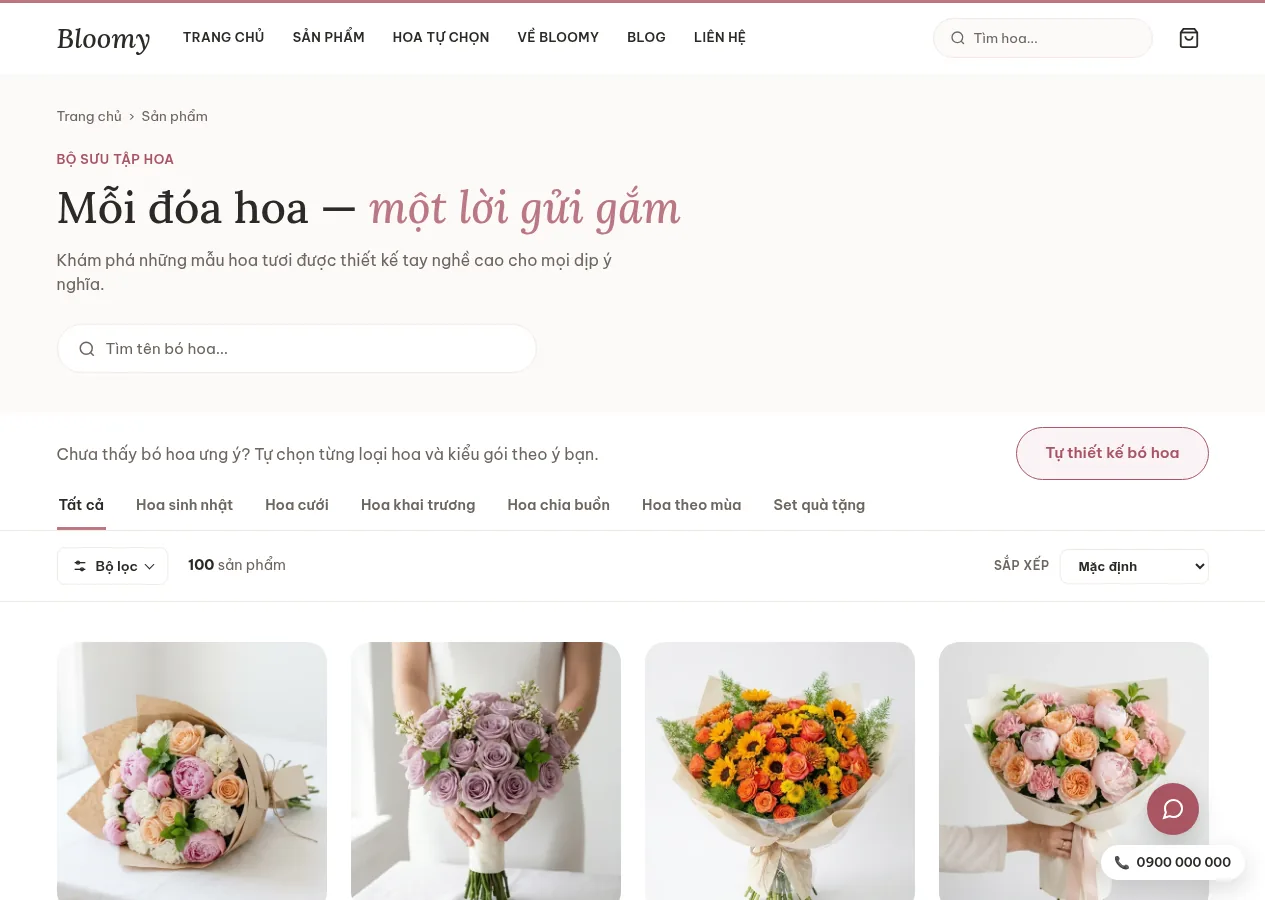 Bloomy
TRANG CHỦ
SẢN PHẨM
HOA TỰ CHỌN
VỀ BLOOMY
BLOG
LIÊN HỆ
Tìm hoa...
Trang chủ › Sản phẩm
BỘ SƯU TẬP HOA
Mỗi đóa hoa — một lời gửi gắm
Khám phá những mẫu hoa tươi được thiết kế tay nghề cao cho mọi dịp ý
nghĩa.
Tìm tên bó hoa...
Chưa thấy bó hoa ưng ý? Tự chọn từng loại hoa và kiểu gói theo ý bạn.
Tự thiết kế bó hoa
Tất cả
Hoa sinh nhật
Hoa cưới
Hoa khai trương
Hoa chia buồn
Hoa theo mùa
Set quà tặng
Bộ lọc
100 sản phẩm
SẮP XẾP
Mặc định
0900 000 000